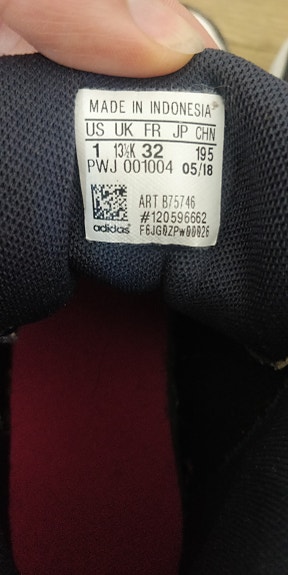 MADE IN INDONESIA
US UK FR JP CHN
1 13½K 32 195
PWJ 001004 05/18
ART B75746
#120596662
adidas F6JG0ZPW00026